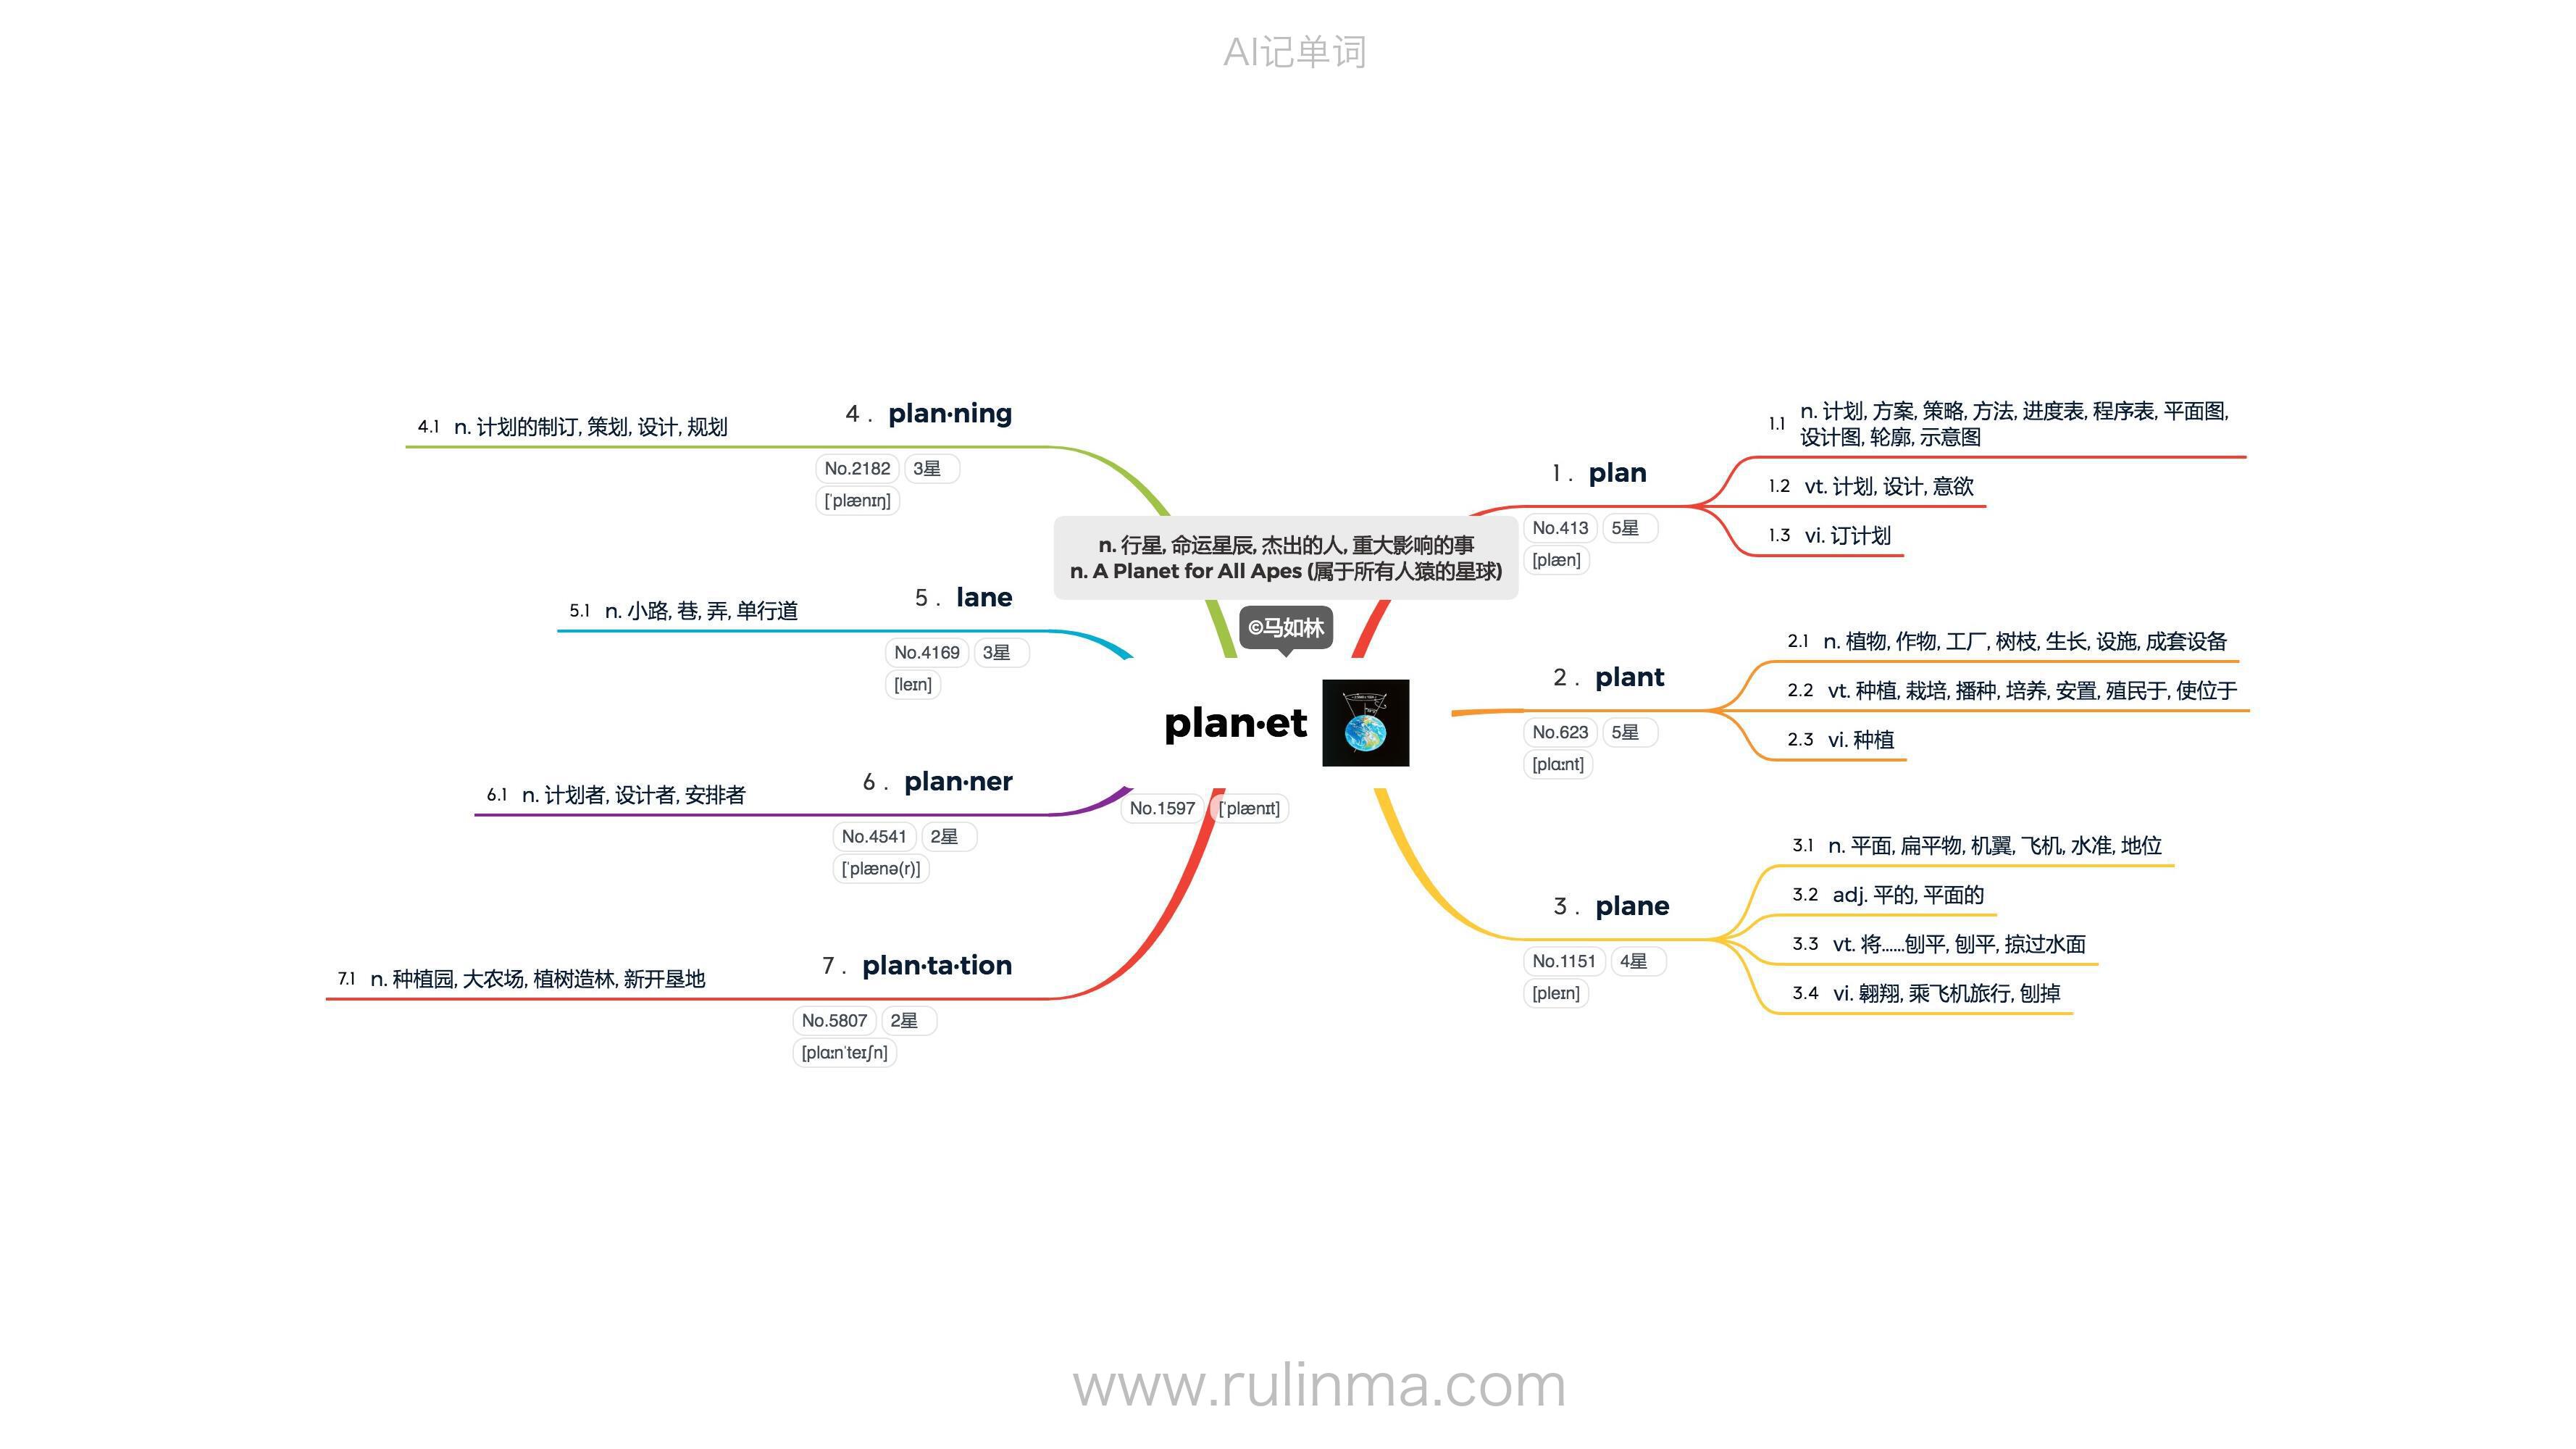 AI记单词
n. 行星, 命运星辰, 杰出的人, 重大影响的事
n. A Planet for All Apes (属于所有人猿的星球)
©马如林
plan·et
No.1597 [ˈplænɪt]
1 . plan
No.413 5星
[plæn]
1.1 n. 计划, 方案, 策略, 方法, 进度表, 程序表, 平面图,
设计图, 轮廓, 示意图
1.2 vt. 计划, 设计, 意欲
1.3 vi. 订计划
2 . plant
No.623 5星
[plɑːnt]
2.1 n. 植物, 作物, 工厂, 树枝, 生长, 设施, 成套设备
2.2 vt. 种植, 栽培, 播种, 培养, 安置, 殖民于, 使位于
2.3 vi. 种植
3 . plane
No.1151 4星
[pleɪn]
3.1 n. 平面, 扁平物, 机翼, 飞机, 水准, 地位
3.2 adj. 平的, 平面的
3.3 vt. 将……刨平, 刨平, 掠过水面
3.4 vi. 翱翔, 乘飞机旅行, 刨掉
4 . plan·ning
No.2182 3星
[ˈplænɪŋ]
4.1 n. 计划的制订, 策划, 设计, 规划
5 . lane
No.4169 3星
[leɪn]
5.1 n. 小路, 巷, 弄, 单行道
6 . plan·ner
No.4541 2星
[ˈplænə(r)]
6.1 n. 计划者, 设计者, 安排者
7 . plan·ta·tion
No.5807 2星
[plɑːnˈteɪʃn]
7.1 n. 种植园, 大农场, 植树造林, 新开垦地
www.rulinma.com